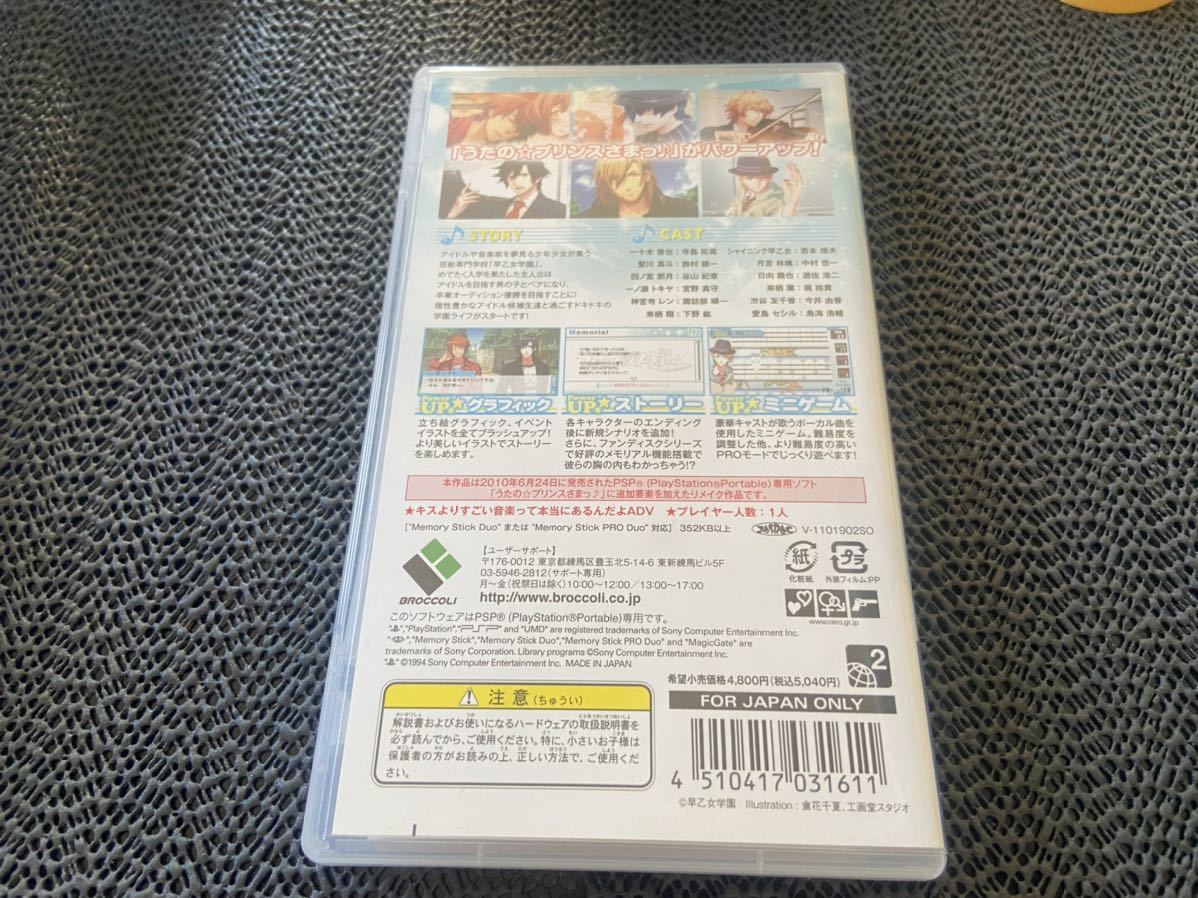 「うたの☆プリンスさまっ♪」がパワーアップ!
STORY
アイドルや音楽家を夢見る少年少女が集う
芸能専門学校「早乙女学園」。
めでたく入学を果たした主人公は
アイドルを目指す男の子とペアになり、
卒業オーディション優勝を目指すことに!
個性豊かなアイドル候補生達と過ごすドキドキの
学園ライフがスタートです!
CAST
一十木 音也:寺島 拓篤
聖川 真斗:鈴村 健一
四ノ宮 那月:谷山 紀章
一ノ瀬 トキヤ:宮野 真守
神宮寺 レン:諏訪部 順一
来栖 翔:下野 紘
シャイニング早乙女:若本 規夫
月宮 林檎:中村 悠一
日向 龍也:遊佐 浩二
来栖 薫:梶 裕貴
渋谷 友千香:今井 由香
愛島 セシル:鳥海 浩輔
Memorial
Power UP★グラフィック
立ち絵グラフィック、イベント
イラストを全てブラッシュアップ!
より美しいイラストでストーリー
を楽しめます。
Power UP★ストーリー
各キャラクターのエンディング
後に新規シナリオを追加!
さらに、ファンディスクシリーズ
で好評のメモリアル機能搭載で
彼らの胸の内もわかっちゃう!?
Power UP★ミニゲーム
豪華キャストが歌うボーカル曲を
使用したミニゲーム。難易度を
調整した他、より難易度の高い
PROモードでじっくり遊べます!
本作品は2010年6月24日に発売されたPSP® (PlayStation®Portable)専用ソフト
「うたの☆プリンスさまっ♪」に追加要素を加えたリメイク作品です。
★キスよりすごい音楽って本当にあるんだよADV ★プレイヤー人数:1人
["Memory Stick Duo" または "Memory Stick PRO Duo" 対応] 352KB以上
V-1101902SO
BROCCOLI
【ユーザーサポート】
〒176-0012 東京都練馬区豊玉北5-14-6 東新練馬ビル5F
03-5946-2812(サポート専用)
月〜金(祝祭日は除く)10:00〜12:00/13:00〜17:00
http://www.broccoli.co.jp
紙
化粧紙
プラ
外装フィルム:PP
www.cero.gr.jp
このソフトウェアはPSP® (PlayStation®Portable)専用です。
"","PlayStation","PSP" and "UMD" are registered trademarks of Sony Computer Entertainment Inc.
"","Memory Stick","Memory Stick Duo","Memory Stick PRO Duo" and "MagicGate" are
trademarks of Sony Corporation. Library programs ©Sony Computer Entertainment Inc.
"" ©1994 Sony Computer Entertainment Inc. MADE IN JAPAN
希望小売価格4,800円(税込5,040円)
2
FOR JAPAN ONLY
注意(ちゅうい)
解説書およびお使いになるハードウェアの取扱説明書を
必ず読んでから、ご使用ください。特に、小さいお子様は
保護者の方がお読みの上、正しい方法で、ご使用くだ
さい。
4 510417 031611
©早乙女学園 Illustration:倉花千夏、工画堂スタジオ